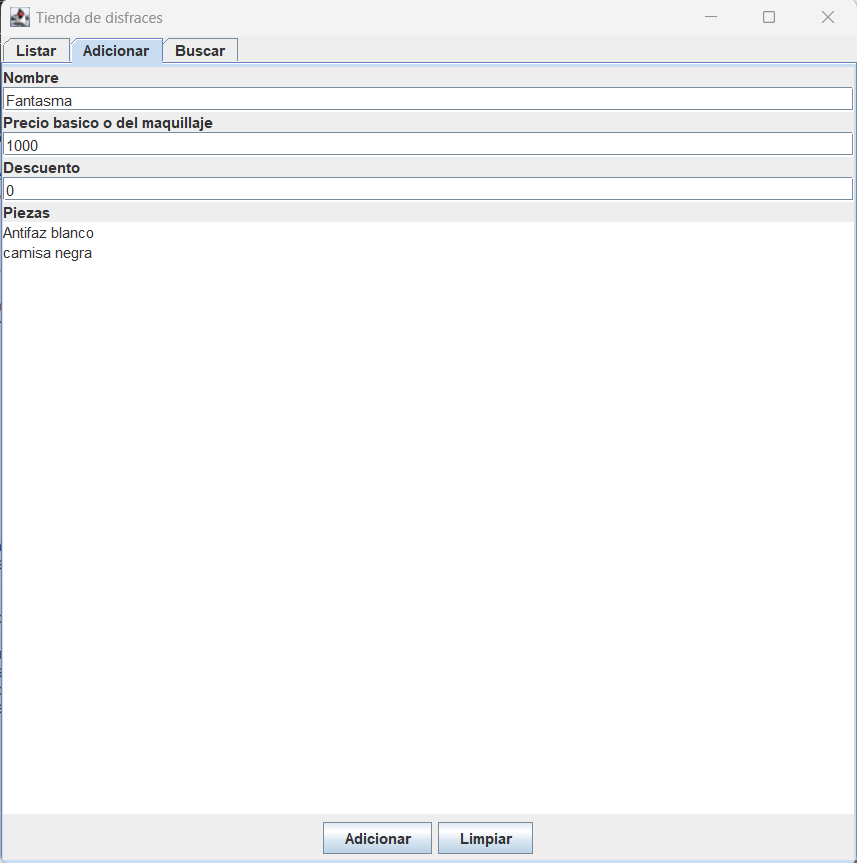 Tienda de disfraces
Listar Adicionar Buscar
Nombre
Fantasma
Precio basico o del maquillaje
1000
Descuento
0
Piezas
Antifaz blanco
camisa negra
Adicionar Limpiar